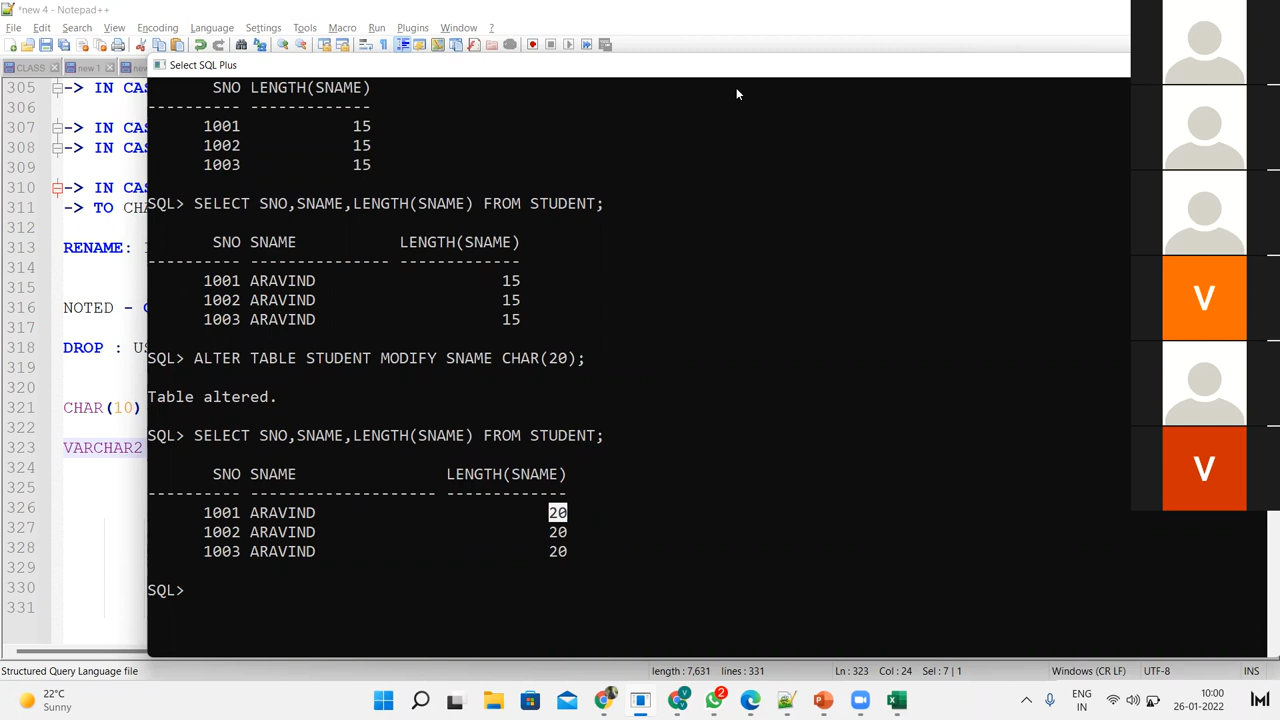 *new 4 - Notepad++
File Edit Search View Encoding Language Settings Tools Macro Run Plugins Window ?
CLASS new 1 new
Select SQL Plus
305 -> IN CAS
306
307 -> IN CAS
308 -> IN CAS
309
310 -> IN CAS
311 -> TO CHA
312
313 RENAME:
314
315
316 NOTED -
317
318 DROP : US
319
320
321 CHAR(10)
322
323 VARCHAR2
324
325
326
327
328
329
330
331
SNO LENGTH(SNAME)
---------- -------------
1001 15
1002 15
1003 15
SQL> SELECT SNO,SNAME,LENGTH(SNAME) FROM STUDENT;
SNO SNAME LENGTH(SNAME)
---------- --------------- -------------
1001 ARAVIND 15
1002 ARAVIND 15
1003 ARAVIND 15
SQL> ALTER TABLE STUDENT MODIFY SNAME CHAR(20);
Table altered.
SQL> SELECT SNO,SNAME,LENGTH(SNAME) FROM STUDENT;
SNO SNAME LENGTH(SNAME)
---------- -------------------- -------------
1001 ARAVIND 20
1002 ARAVIND 20
1003 ARAVIND 20
SQL>
V
V
Structured Query Language file length : 7,631 lines : 331 Ln : 323 Col : 24 Sel : 7 | 1 Windows (CR LF) UTF-8 INS
22°C
Sunny
2
ENG
IN
10:00
26-01-2022